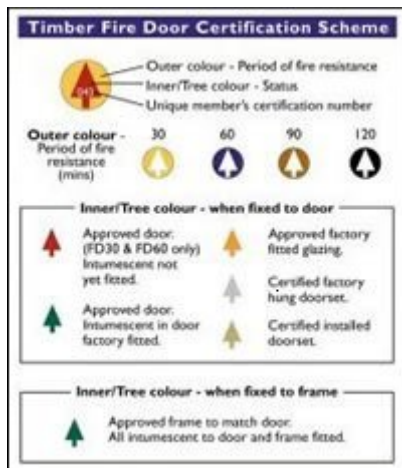 Timber Fire Door Certification Scheme
Outer colour - Period of fire resistance
Inner/Tree colour - Status
Unique member's certification number
Outer colour -
Period of fire
resistance
(mins)
30 60 90 120
Inner/Tree colour - when fixed to door
Approved door.
(FD30 & FD60 only)
Intumescent not
yet fitted.
Approved door.
Intumescent in door
factory fitted.
Approved factory
fitted glazing.
Certified factory
hung doorset.
Certified installed
doorset.
Inner/Tree colour - when fixed to frame
Approved frame to match door.
All intumescent to door and frame fitted.